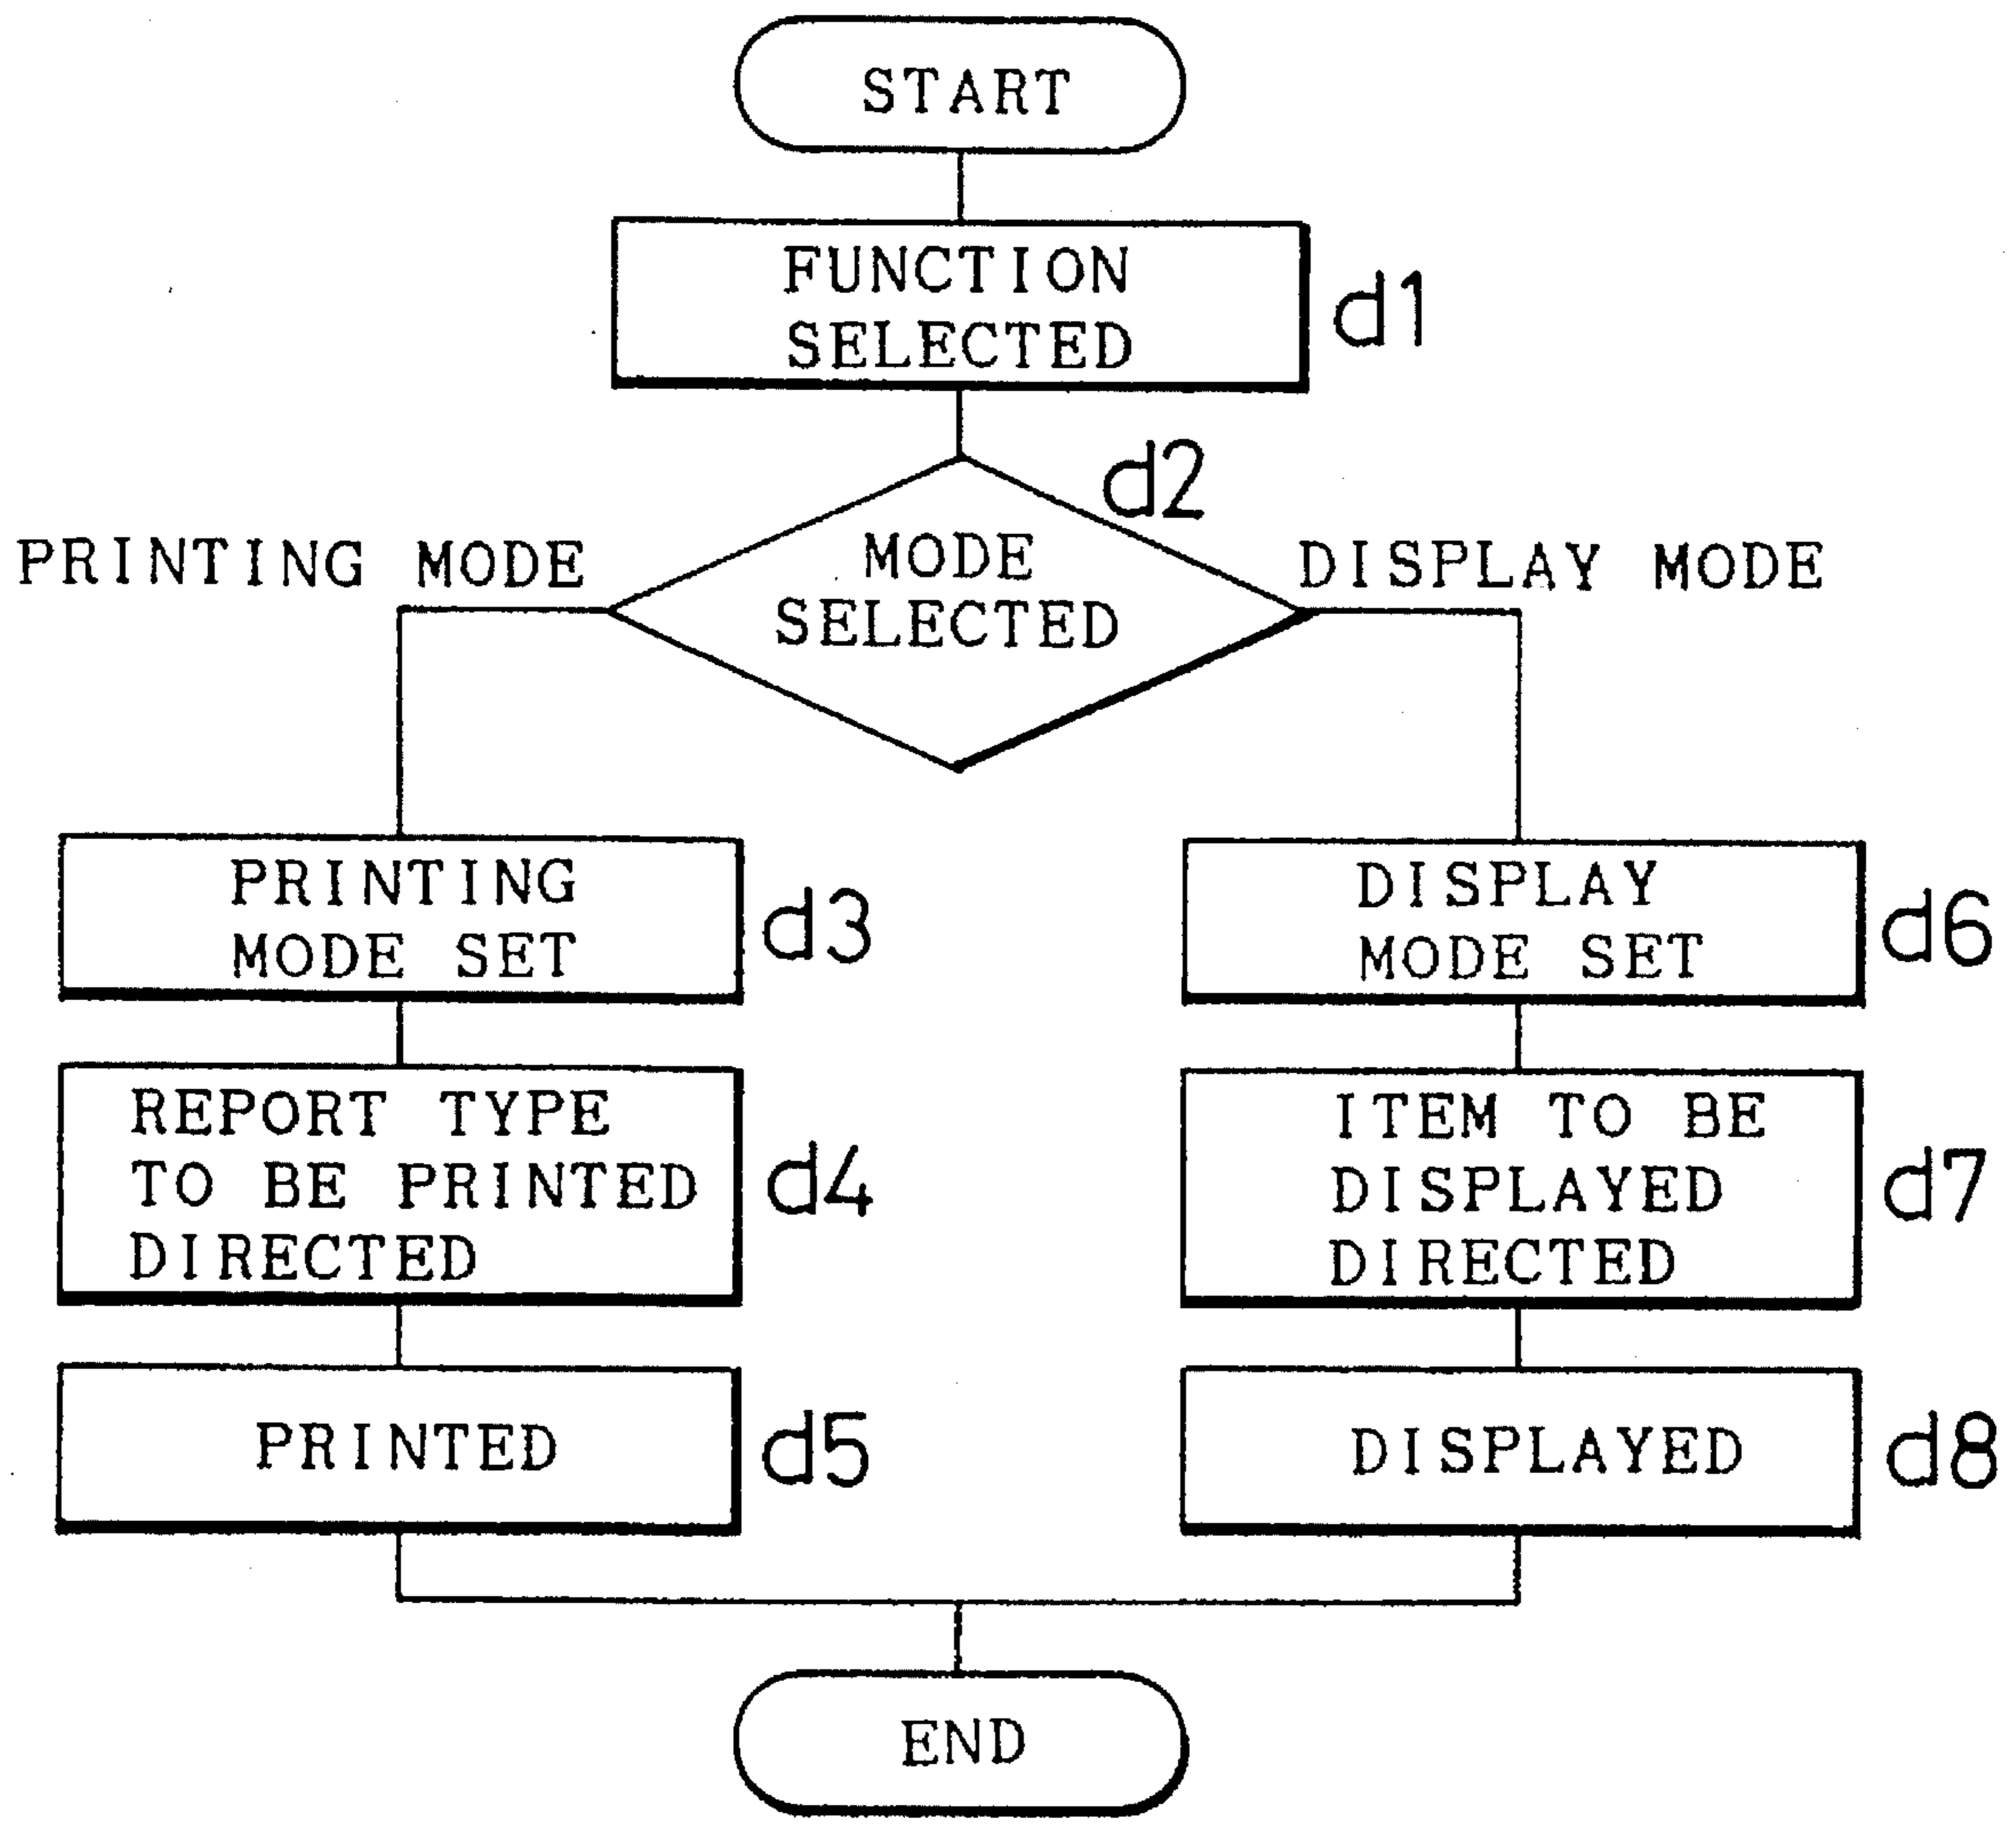 START
FUNCTION
SELECTED
d1
d2
MODE
SELECTED
PRINTING MODE
DISPLAY MODE
PRINTING
MODE SET
d3
REPORT TYPE
TO BE PRINTED
DIRECTED
d4
PRINTED
d5
DISPLAY
MODE SET
d6
ITEM TO BE
DISPLAYED
DIRECTED
d7
DISPLAYED
d8
END